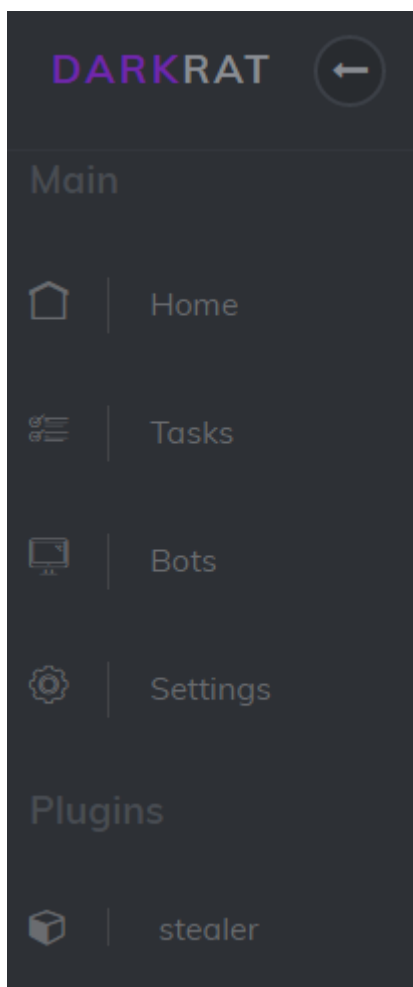 DARKRAT
Main
Home
Tasks
Bots
Settings
Plugins
stealer